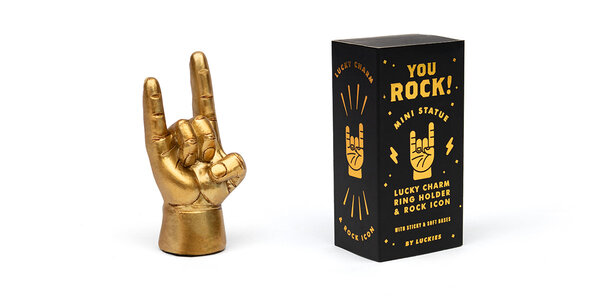 LUCKY CHARM
& ROCK ICON
YOU
ROCK!
MINI STATUE
LUCKY CHARM
RING HOLDER
& ROCK ICON
WITH STICKY & SOFT BASES
BY LUCKIES